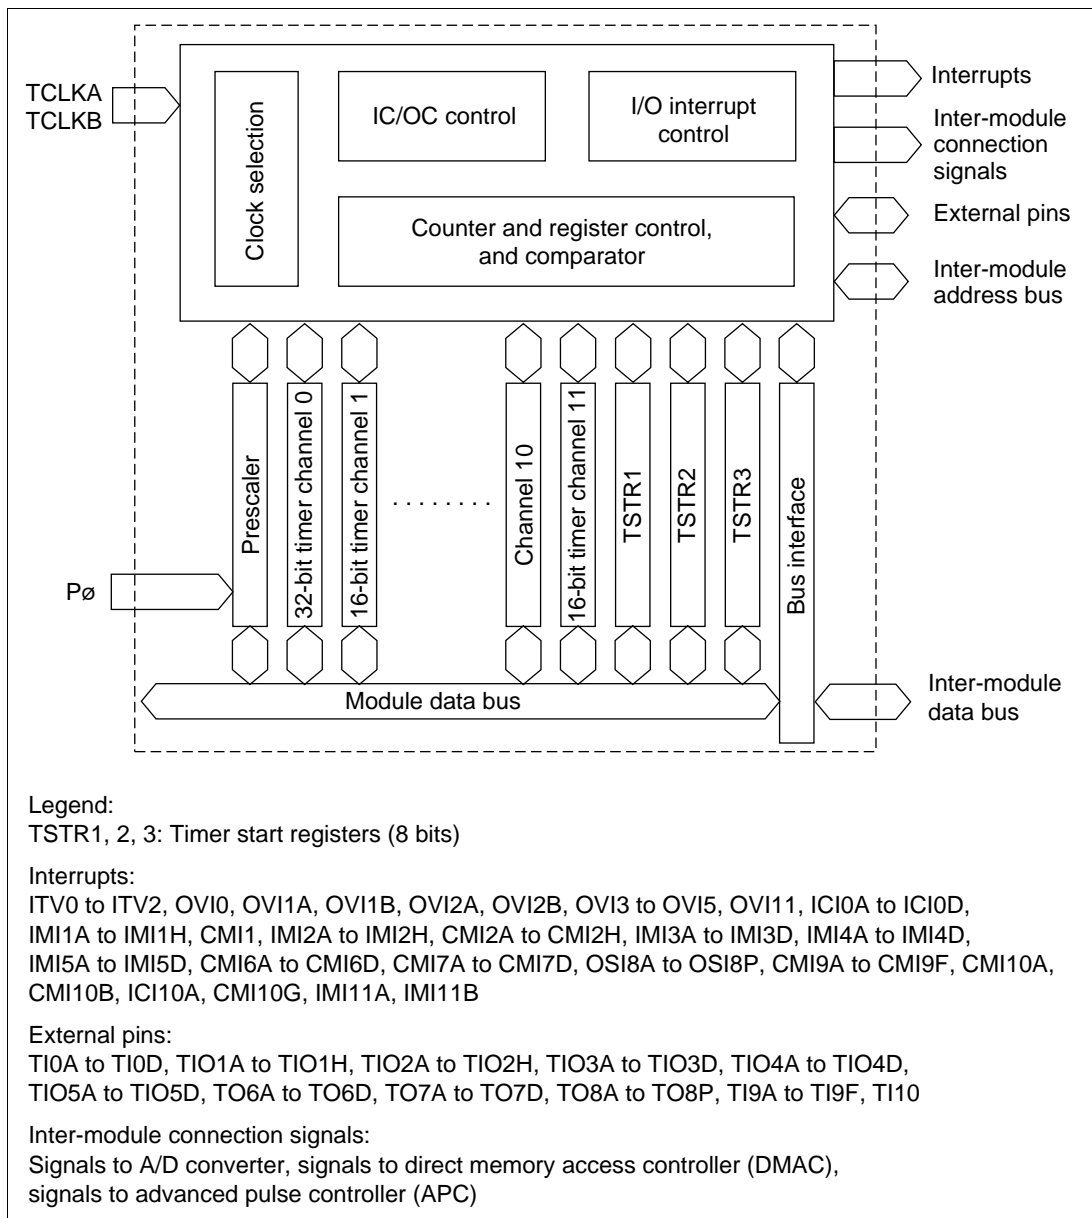 TCLKA
TCLKB
Clock selection
IC/OC control
I/O interrupt
control
Counter and register control,
and comparator
Interrupts
Inter-module
connection
signals
External pins
Inter-module
address bus
Pø
Prescaler
32-bit timer channel 0
16-bit timer channel 1
. . . . . . . .
Channel 10
16-bit timer channel 11
TSTR1
TSTR2
TSTR3
Bus interface
Module data bus
Inter-module
data bus
Legend:
TSTR1, 2, 3: Timer start registers (8 bits)
Interrupts:
ITV0 to ITV2, OVI0, OVI1A, OVI1B, OVI2A, OVI2B, OVI3 to OVI5, OVI11, ICI0A to ICI0D,
IMI1A to IMI1H, CMI1, IMI2A to IMI2H, CMI2A to CMI2H, IMI3A to IMI3D, IMI4A to IMI4D,
IMI5A to IMI5D, CMI6A to CMI6D, CMI7A to CMI7D, OSI8A to OSI8P, CMI9A to CMI9F, CMI10A,
CMI10B, ICI10A, CMI10G, IMI11A, IMI11B
External pins:
TI0A to TI0D, TIO1A to TIO1H, TIO2A to TIO2H, TIO3A to TIO3D, TIO4A to TIO4D,
TIO5A to TIO5D, TO6A to TO6D, TO7A to TO7D, TO8A to TO8P, TI9A to TI9F, TI10
Inter-module connection signals:
Signals to A/D converter, signals to direct memory access controller (DMAC),
signals to advanced pulse controller (APC)